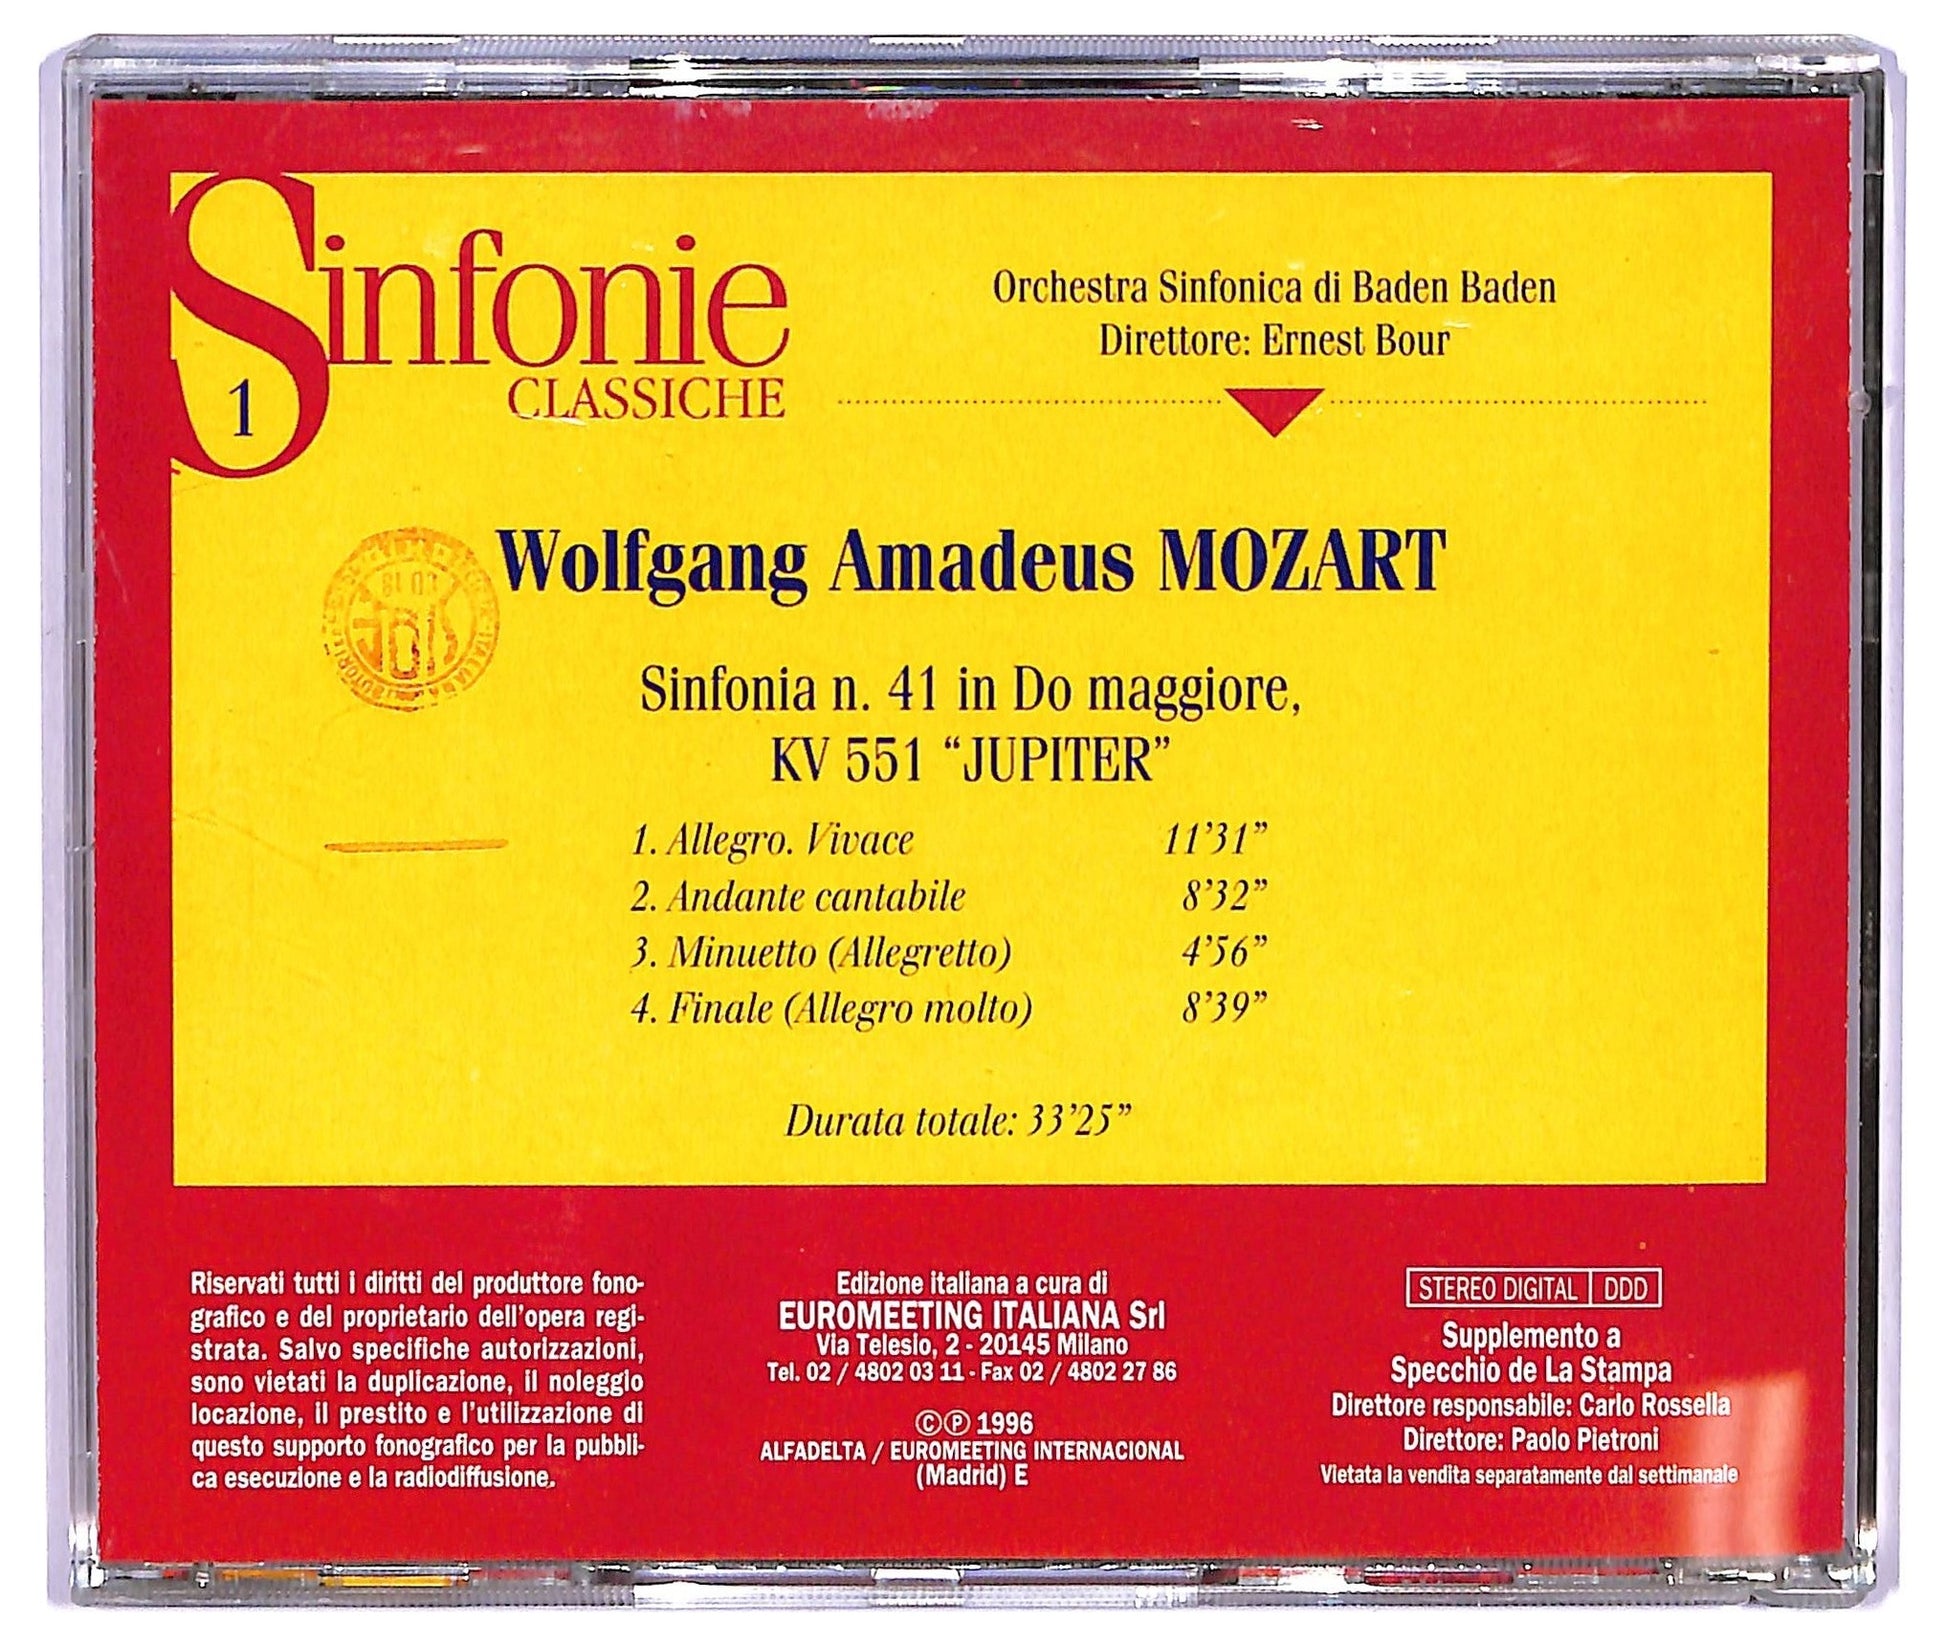 Sinfonie
CLASSICHE
1
Orchestra Sinfonica di Baden Baden
Direttore: Ernest Bour
Wolfgang Amadeus MOZART
Sinfonia n. 41 in Do maggiore,
KV 551 “JUPITER”
1. Allegro. Vivace 11’31”
2. Andante cantabile 8’32”
3. Minuetto (Allegretto) 4’56”
4. Finale (Allegro molto) 8’39”
Durata totale: 33’25”
Riservati tutti i diritti del produttore fono-
grafico e del proprietario dell’opera regi-
strata. Salvo specifiche autorizzazioni,
sono vietati la duplicazione, il noleggio
locazione, il prestito e l’utilizzazione di
questo supporto fonografico per la pubbli-
ca esecuzione e la radiodiffusione.
Edizione italiana a cura di
EUROMEETING ITALIANA Srl
Via Telesio, 2 - 20145 Milano
Tel. 02 / 4802 03 11 - Fax 02 / 4802 27 86
©℗ 1996
ALFADELTA / EUROMEETING INTERNACIONAL
(Madrid) E
STEREO DIGITAL DDD
Supplemento a
Specchio de La Stampa
Direttore responsabile: Carlo Rossella
Direttore: Paolo Pietroni
Vietata la vendita separatamente dal settimanale